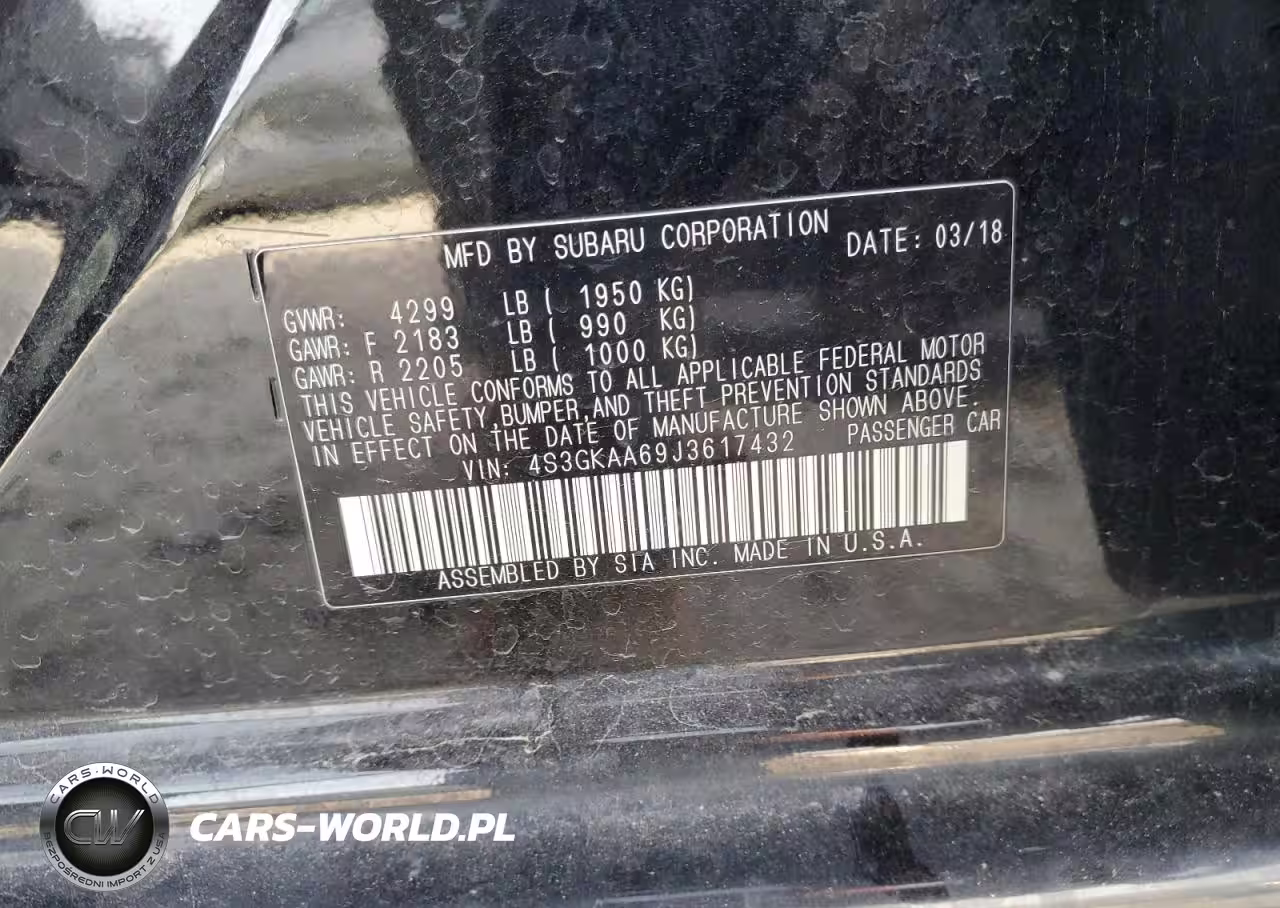 MFD BY SUBARU CORPORATION DATE: 03/18
GVWR: 4299 LB ( 1950 KG)
GAWR: F 2183 LB ( 990 KG)
GAWR: R 2205 LB ( 1000 KG)
THIS VEHICLE CONFORMS TO ALL APPLICABLE FEDERAL MOTOR
VEHICLE SAFETY,BUMPER,AND THEFT PREVENTION STANDARDS
IN EFFECT ON THE DATE OF MANUFACTURE SHOWN ABOVE.
VIN: 4S3GKAA69J3617432 PASSENGER CAR
ASSEMBLED BY SIA INC. MADE IN U.S.A.
CARS-WORLD
CW
BEZPOŚREDNI IMPORT Z USA
CARS-WORLD.PL